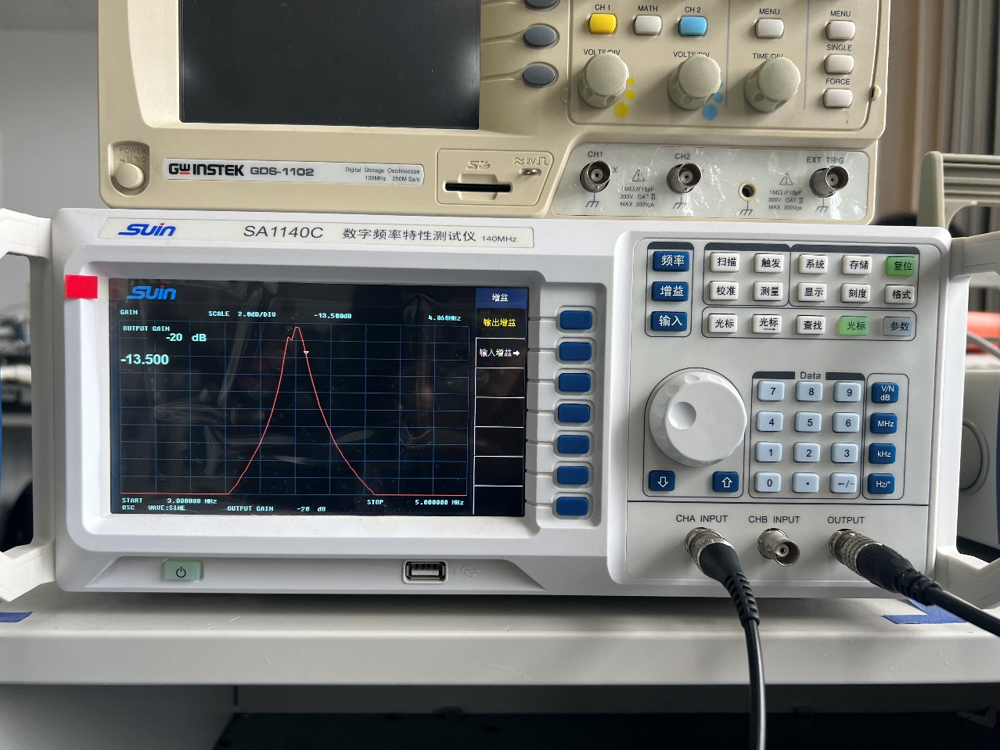 CH 1
MATH
CH 2
MENU
MENU
SINGLE
VOLTS/DIV
VOLTS/DIV
TIME/DIV
FORCE
POWER
GW INSTEK GDS-1102
Digital Storage Oscilloscope
100MHz 250M Sa/s
≂2V⎍
CH1
X
CH2
EXT TRIG
1MΩ//15pF
300V CAT II
MAX. 300Vpk
1MΩ//15pF
300V CAT II
MAX. 300Vpk
Suin
SA1140C 数字频率特性测试仪 140MHz
Suin
增益
GAIN SCALE 2.0dB/DIV -13.500dB 4.060MHz
OUTPUT GAIN
-20 dB
-13.500
输出增益
输入增益→
START 3.000000 MHz STOP 5.000000 MHz
OSC WAVE:SINE OUTPUT GAIN -20 dB
频率 扫描 触发 系统 存储 复位
增益 校准 测量 显示 刻度 格式
输入 光标 光标→ 查找 光标 参数
Data
7 8 9 V/N dB
4 5 6 MHz
1 2 3 kHz
0 . ←/- Hz/°
CHA INPUT CHB INPUT OUTPUT